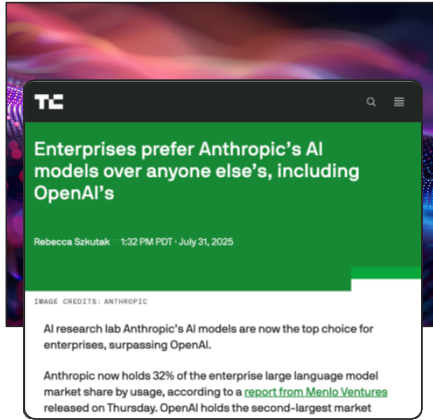 TC
Enterprises prefer Anthropic's AI
models over anyone else's, including
OpenAI's
Rebecca Szkutak — 1:32 PM PDT · July 31, 2025
IMAGE CREDITS: ANTHROPIC
AI research lab Anthropic's AI models are now the top choice for
enterprises, surpassing OpenAI.
Anthropic now holds 32% of the enterprise large language model
market share by usage, according to a report from Menlo Ventures
released on Thursday. OpenAI holds the second-largest market